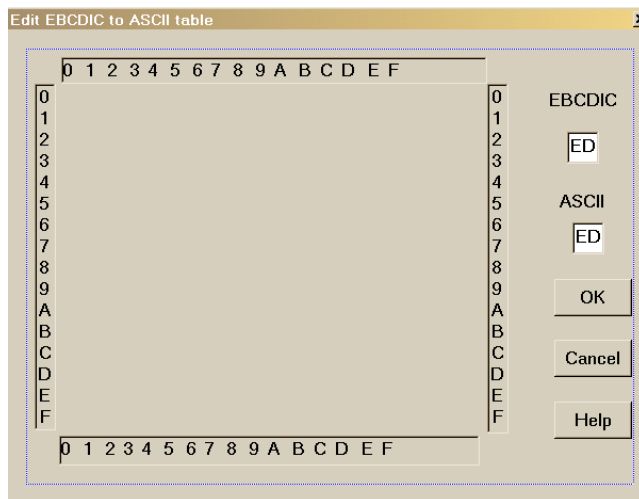 Edit EBCDIC to ASCII table
0 1 2 3 4 5 6 7 8 9 A B C D E F
0 0
1 1
2 2
3 3
4 4
5 5
6 6
7 7
8 8
9 9
A A
B B
C C
D D
E E
F F
0 1 2 3 4 5 6 7 8 9 A B C D E F
EBCDIC
ED
ASCII
ED
OK
Cancel
Help